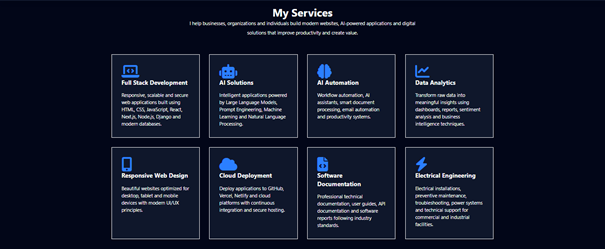 My Services
I help businesses, organizations and individuals build modern websites, AI-powered applications and digital
solutions that improve productivity and create value.
Full Stack Development
Responsive, scalable and secure
web applications built using
HTML, CSS, JavaScript, React,
Next.js, Node.js, Django and
modern databases.
AI Solutions
Intelligent applications powered
by Large Language Models,
Prompt Engineering, Machine
Learning and Natural Language
Processing.
AI Automation
Workflow automation, AI
assistants, smart document
processing, email automation
and productivity systems.
Data Analytics
Transform raw data into
meaningful insights using
dashboards, reports, sentiment
analysis and business
intelligence techniques.
Responsive Web Design
Beautiful websites optimized for
desktop, tablet and mobile
devices with modern UI/UX
principles.
Cloud Deployment
Deploy applications to GitHub,
Vercel, Netlify and cloud
platforms with continuous
integration and secure hosting.
Software
Documentation
Professional technical
documentation, user guides, API
documentation and software
reports following industry
standards.
Electrical Engineering
Electrical installations,
preventive maintenance,
troubleshooting, power systems
and technical support for
commercial and industrial
facilities.